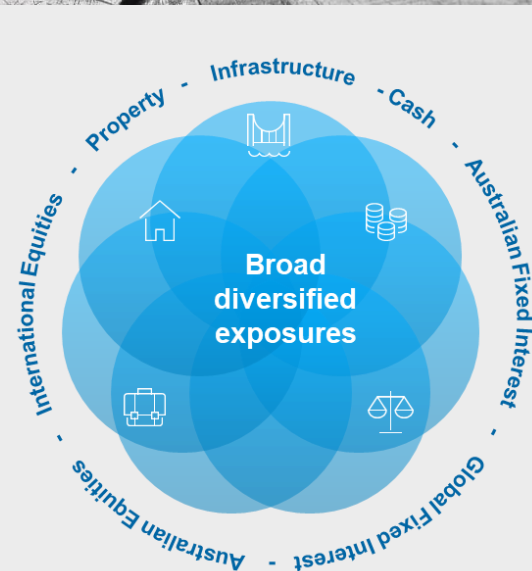 Infrastructure - Cash - Australian Fixed Interest - Global Fixed Interest - Australian Equities - International Equities - Property -
Broad
diversified
exposures